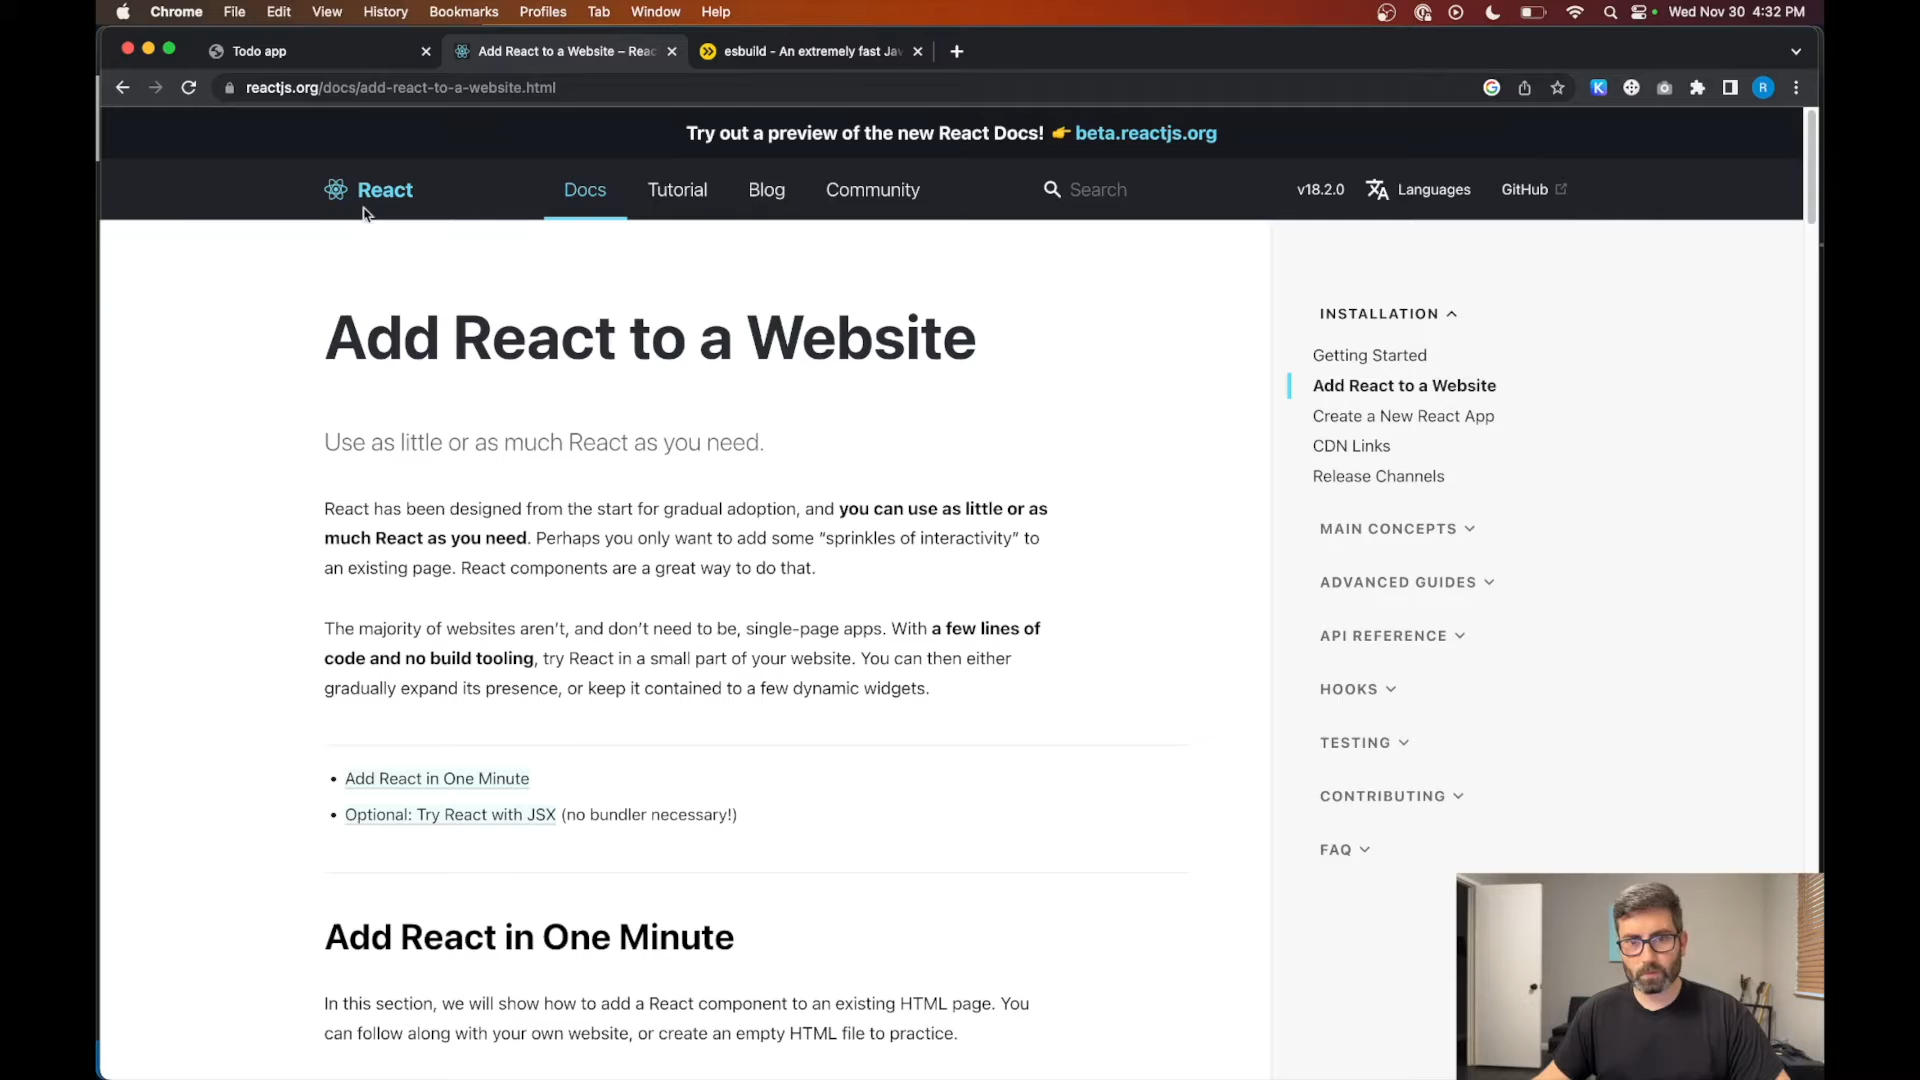 Chrome File Edit View History Bookmarks Profiles Tab Window Help Wed Nov 30 4:32 PM
Todo app Add React to a Website – Reac esbuild - An extremely fast Jav
reactjs.org/docs/add-react-to-a-website.html K R
Try out a preview of the new React Docs! 👉 beta.reactjs.org
React Docs Tutorial Blog Community Search v18.2.0 Languages GitHub
Add React to a Website
Use as little or as much React as you need.
React has been designed from the start for gradual adoption, and you can use as little or as
much React as you need. Perhaps you only want to add some “sprinkles of interactivity” to
an existing page. React components are a great way to do that.
The majority of websites aren’t, and don’t need to be, single-page apps. With a few lines of
code and no build tooling, try React in a small part of your website. You can then either
gradually expand its presence, or keep it contained to a few dynamic widgets.
• Add React in One Minute
• Optional: Try React with JSX (no bundler necessary!)
Add React in One Minute
In this section, we will show how to add a React component to an existing HTML page. You
can follow along with your own website, or create an empty HTML file to practice.
INSTALLATION
Getting Started
Add React to a Website
Create a New React App
CDN Links
Release Channels
MAIN CONCEPTS
ADVANCED GUIDES
API REFERENCE
HOOKS
TESTING
CONTRIBUTING
FAQ